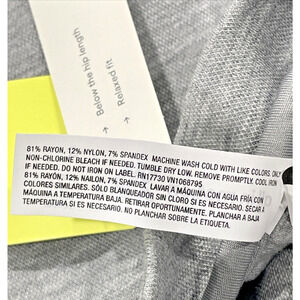 → Below the hip length.
→ Relaxed fit.
81% RAYON, 12% NYLON, 7% SPANDEX MACHINE WASH COLD WITH LIKE COLORS ONLY
NON-CHLORINE BLEACH IF NEEDED. TUMBLE DRY LOW. REMOVE PROMPTLY. COOL IRON
IF NEEDED. DO NOT IRON ON LABEL. RN17730 VN1068795
81% RAYÓN, 12% NAILON, 7% SPANDEX LAVAR A MÁQUINA CON AGUA FRÍA CON
COLORES SIMILARES. SÓLO BLANQUEADOR SIN CLORO SI ES NECESARIO. SECAR A
MÁQUINA A TEMPERATURA BAJA. RETIRAR OPORTUNAMENTE. PLANCHAR A BAJA
TEMPERATURA SI ES NECESARIO. NO PLANCHAR SOBRE LA ETIQUETA.